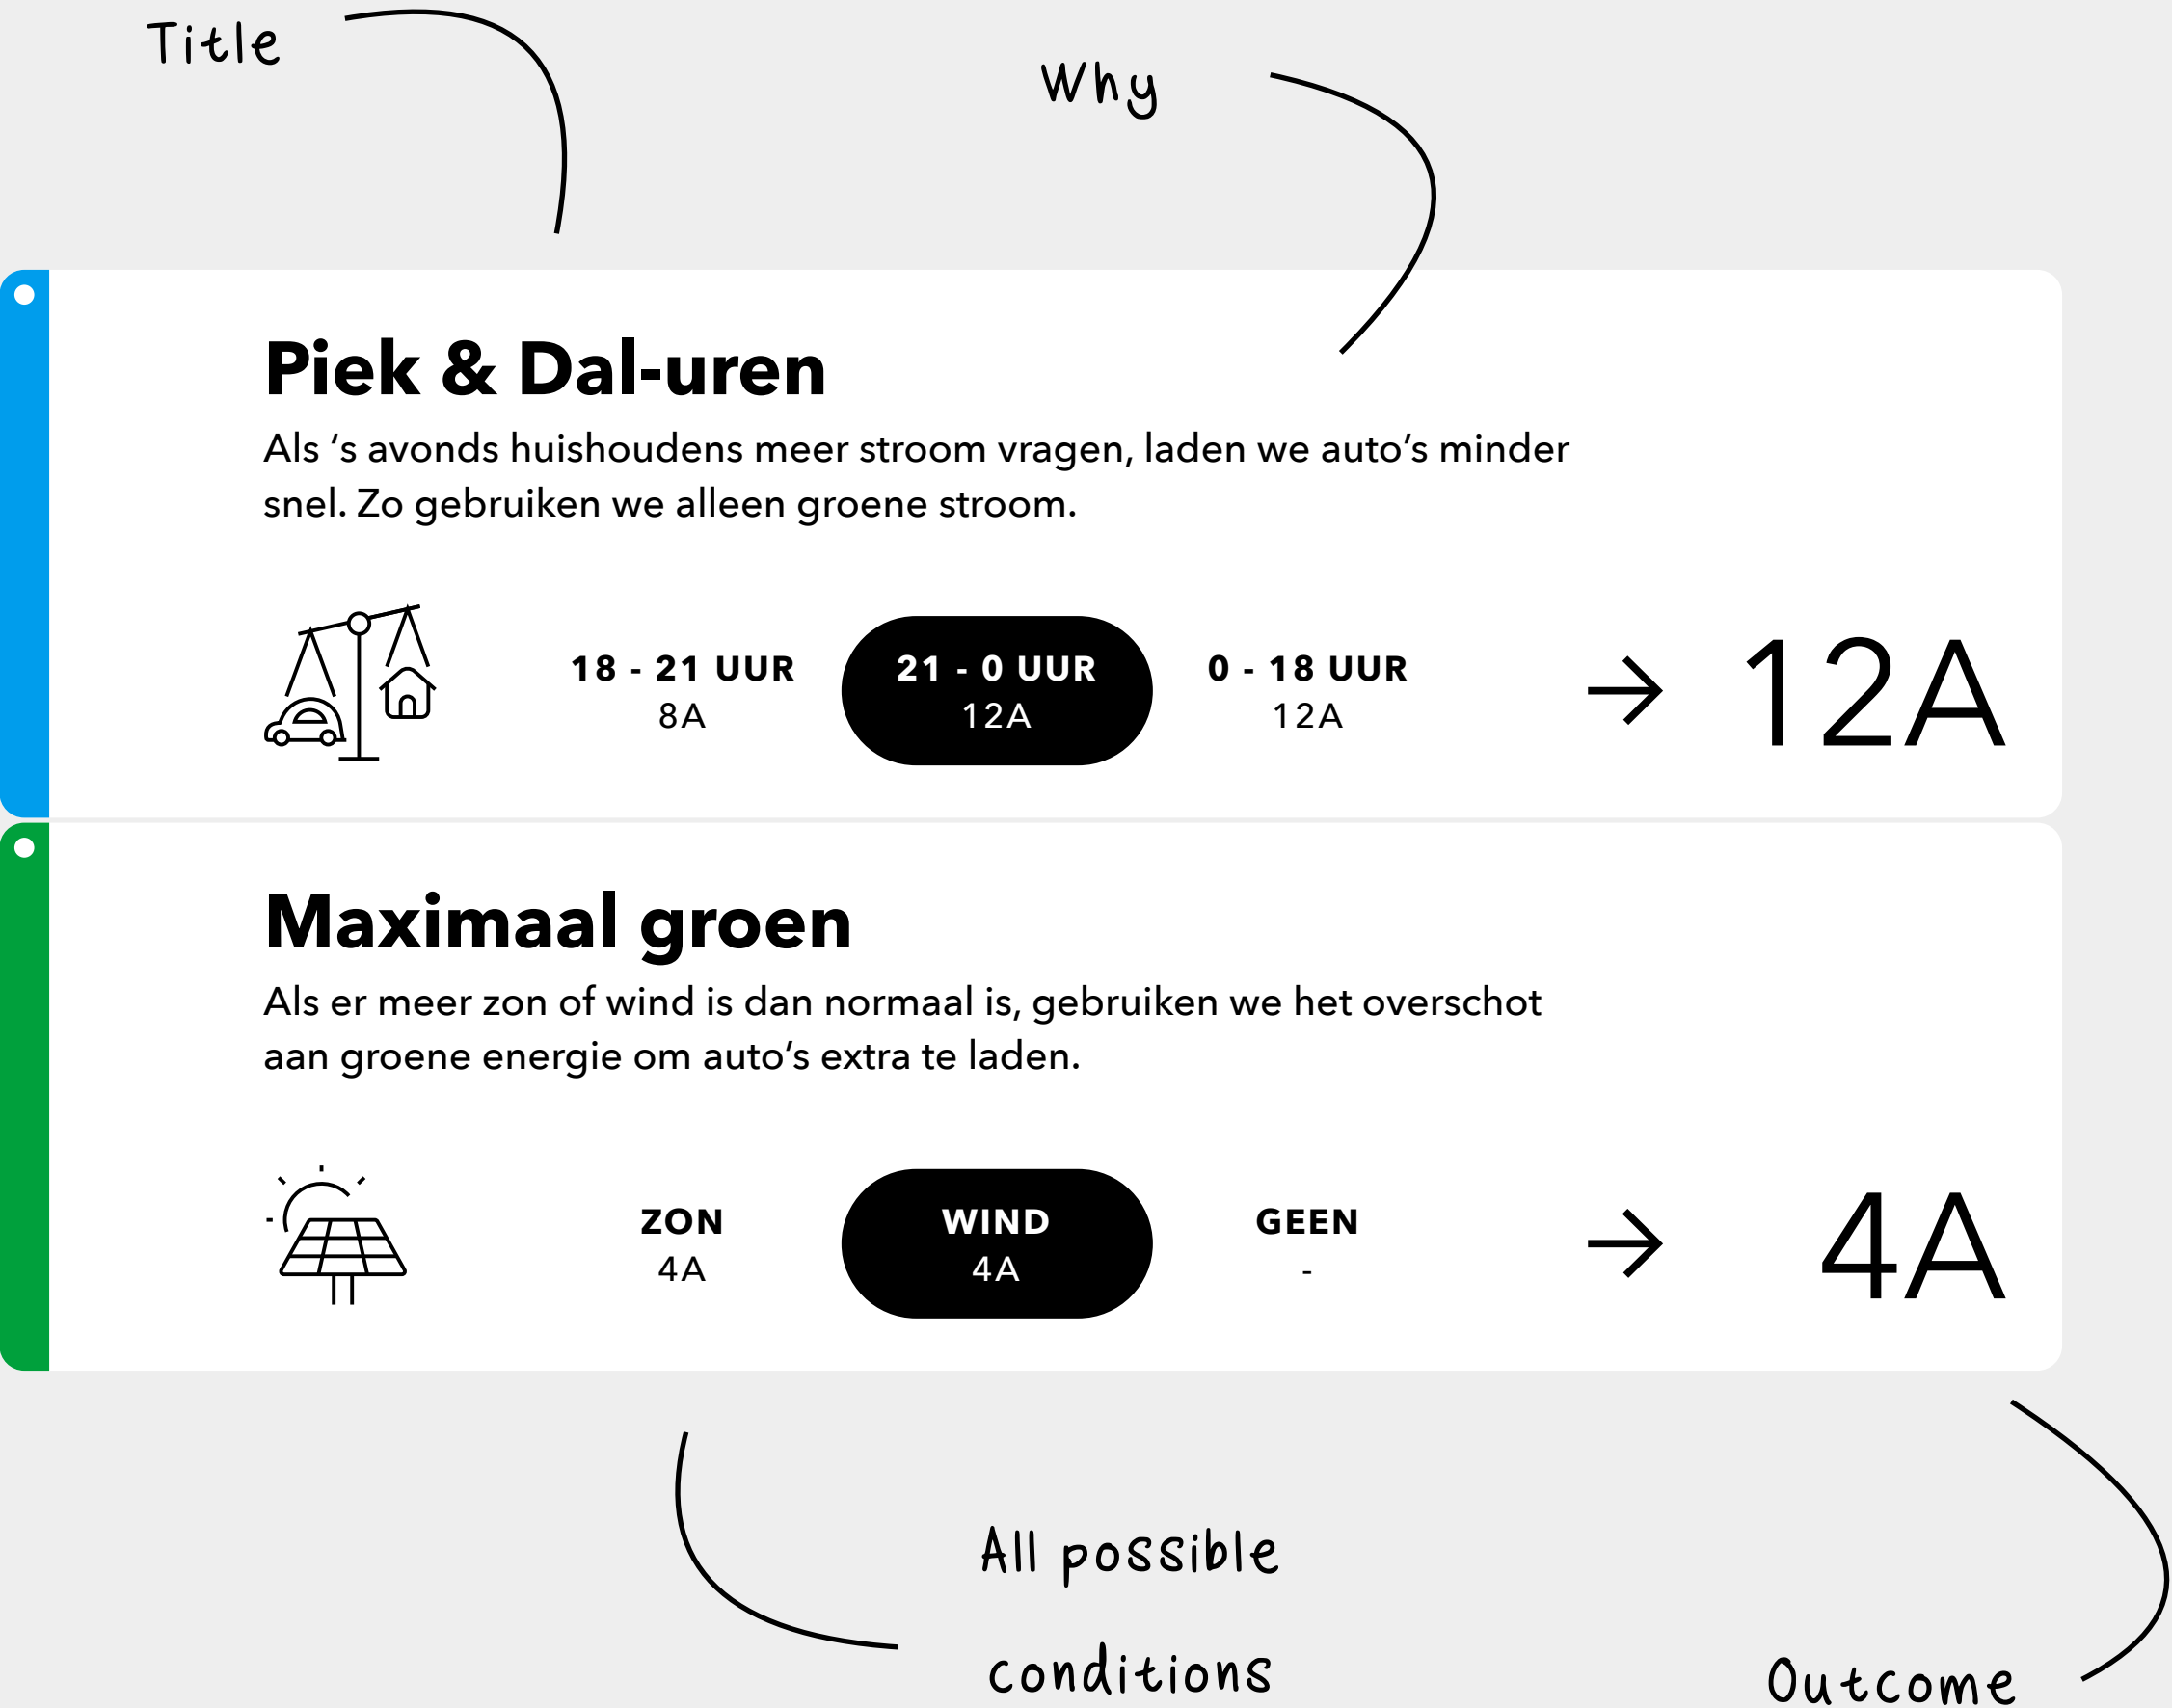 Title
Why
Piek & Dal-uren
Als ‘s avonds huishoudens meer stroom vragen, laden we auto’s minder
snel. Zo gebruiken we alleen groene stroom.
18 - 21 UUR
8A
21 - 0 UUR
12A
0 - 18 UUR
12A
12A
Maximaal groen
Als er meer zon of wind is dan normaal is, gebruiken we het overschot
aan groene energie om auto’s extra te laden.
ZON
4A
WIND
4A
GEEN
-
4A
All possible
conditions
Outcome